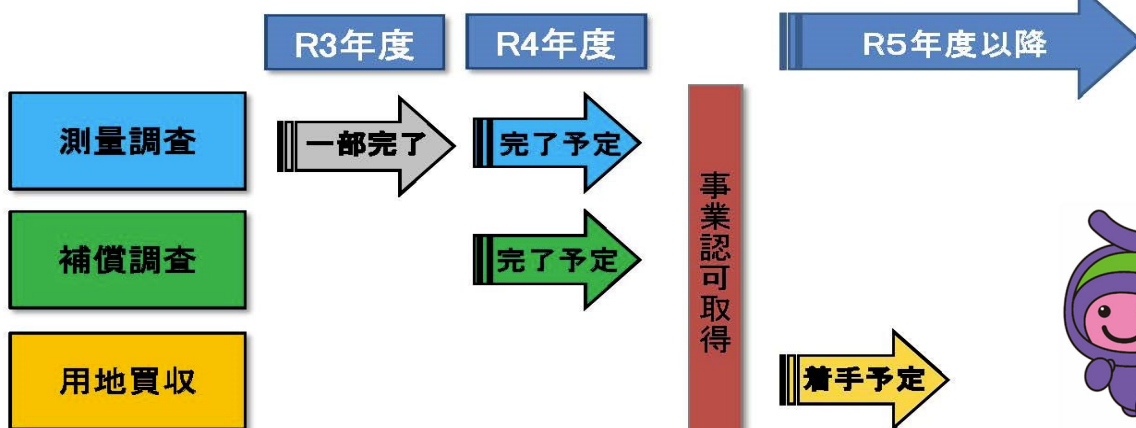 R3年度
R4年度
R5年度以降
測量調査
一部完了
完了予定
補償調査
完了予定
事業認可取得
用地買収
着手予定